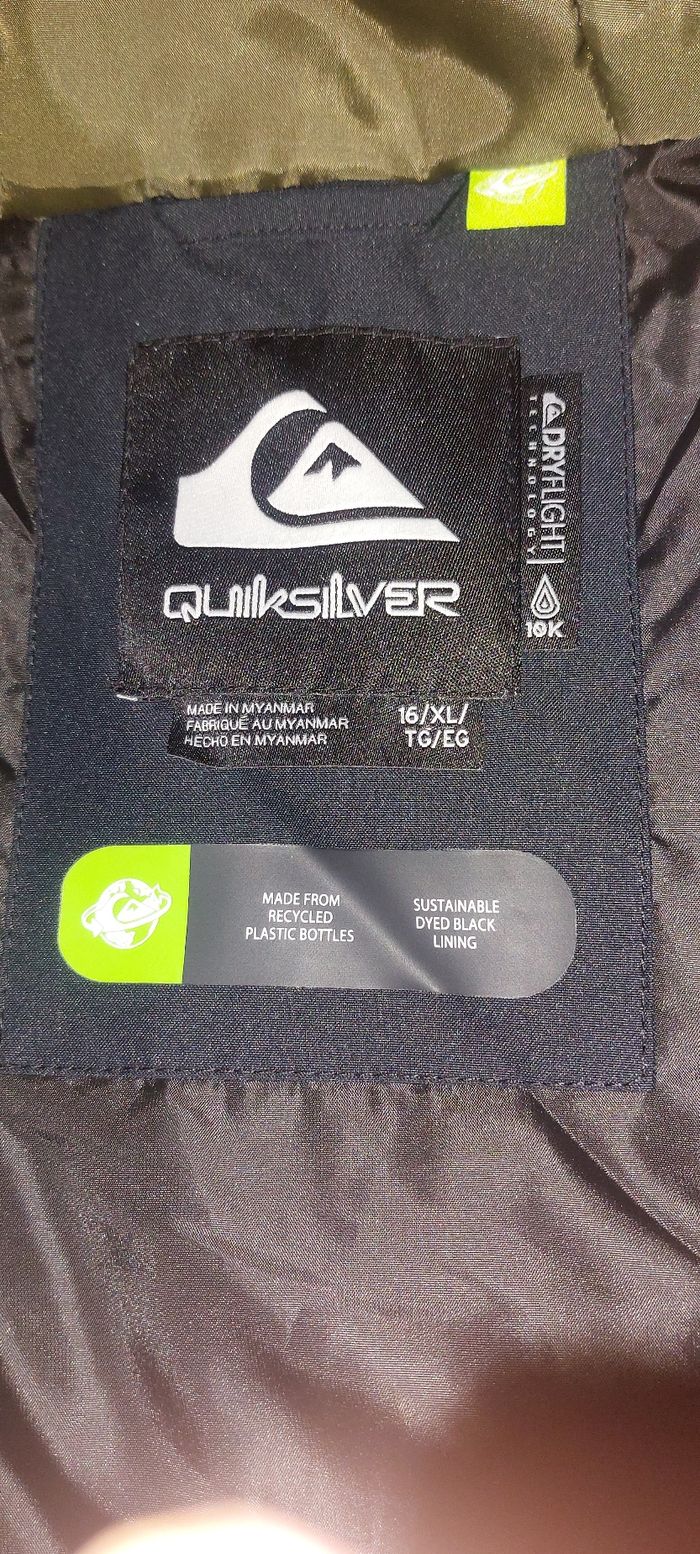 QUIKSILVER
DRYFLIGHT
TECHNOLOGY
10K
MADE IN MYANMAR
FABRIQUÉ AU MYANMAR
HECHO EN MYANMAR
16/XL/
TG/EG
MADE FROM
RECYCLED
PLASTIC BOTTLES
SUSTAINABLE
DYED BLACK
LINING